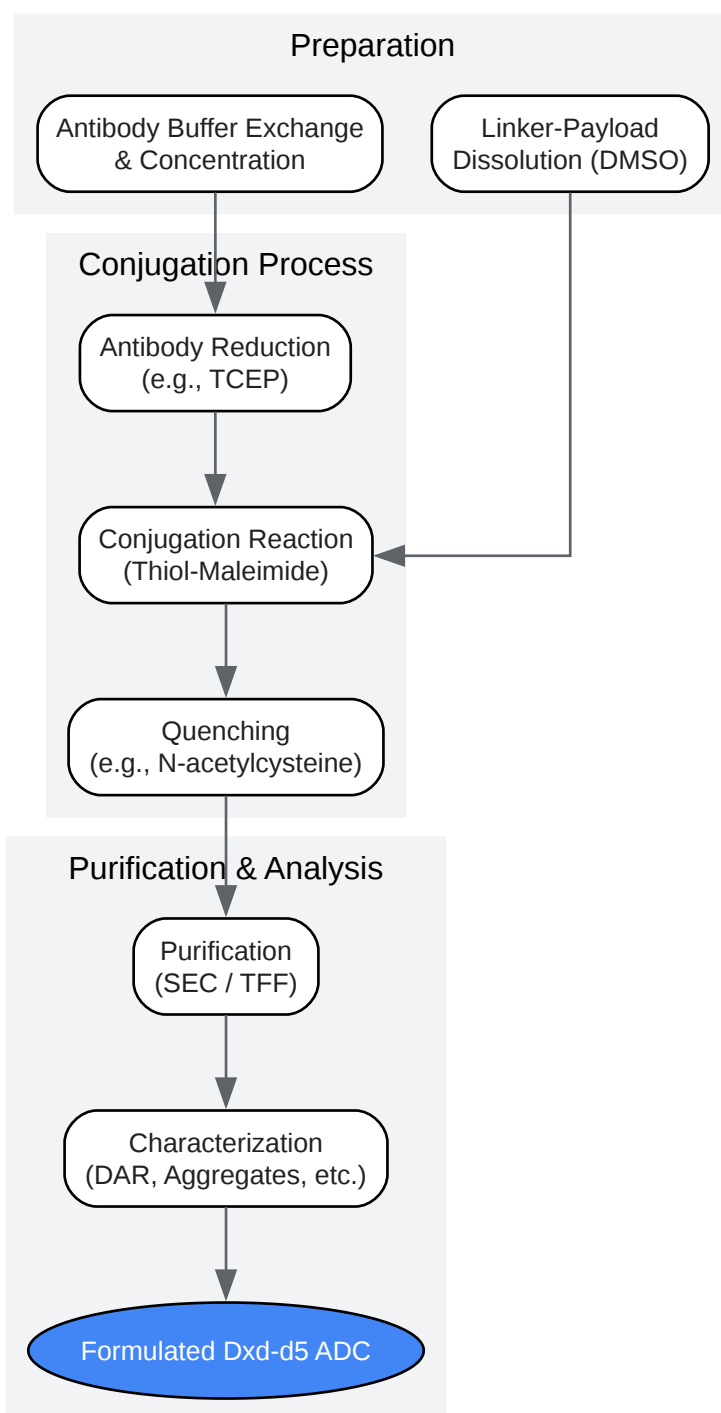 Preparation
Antibody Buffer Exchange
& Concentration
Linker-Payload
Dissolution (DMSO)
Conjugation Process
Antibody Reduction
(e.g., TCEP)
Conjugation Reaction
(Thiol-Maleimide)
Quenching
(e.g., N-acetylcysteine)
Purification & Analysis
Purification
(SEC / TFF)
Characterization
(DAR, Aggregates, etc.)
Formulated Dxd-d5 ADC